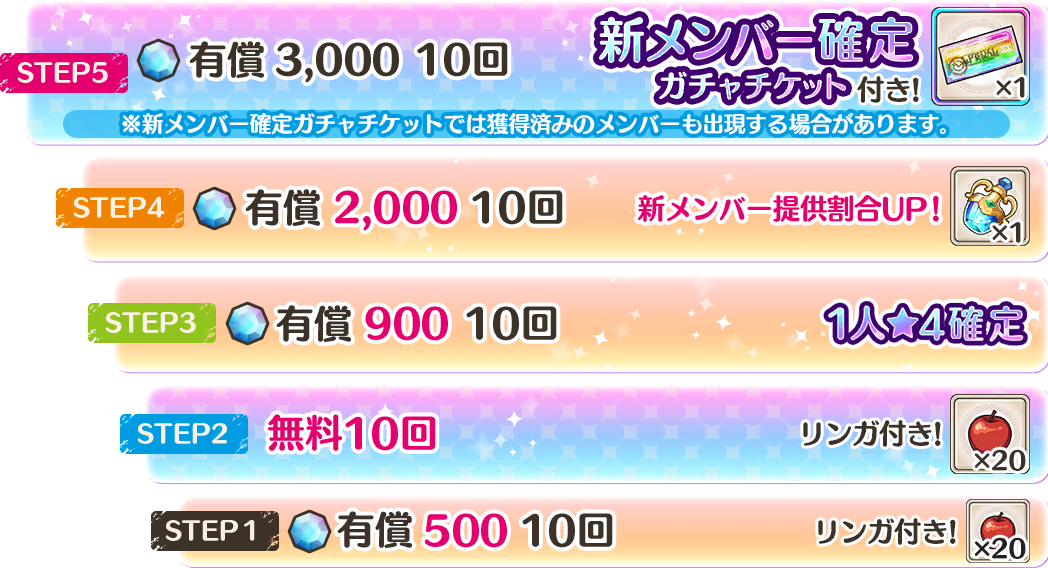 STEP5
有償 3,000 10回
新メンバー確定
ガチャチケット 付き!
×1
※新メンバー確定ガチャチケットでは獲得済みのメンバーも出現する場合があります。
STEP4
有償 2,000 10回
新メンバー提供割合UP!
×1
STEP3
有償 900 10回
1人★4確定
STEP2
無料10回
リンガ付き!
×20
STEP1
有償 500 10回
リンガ付き!
×20